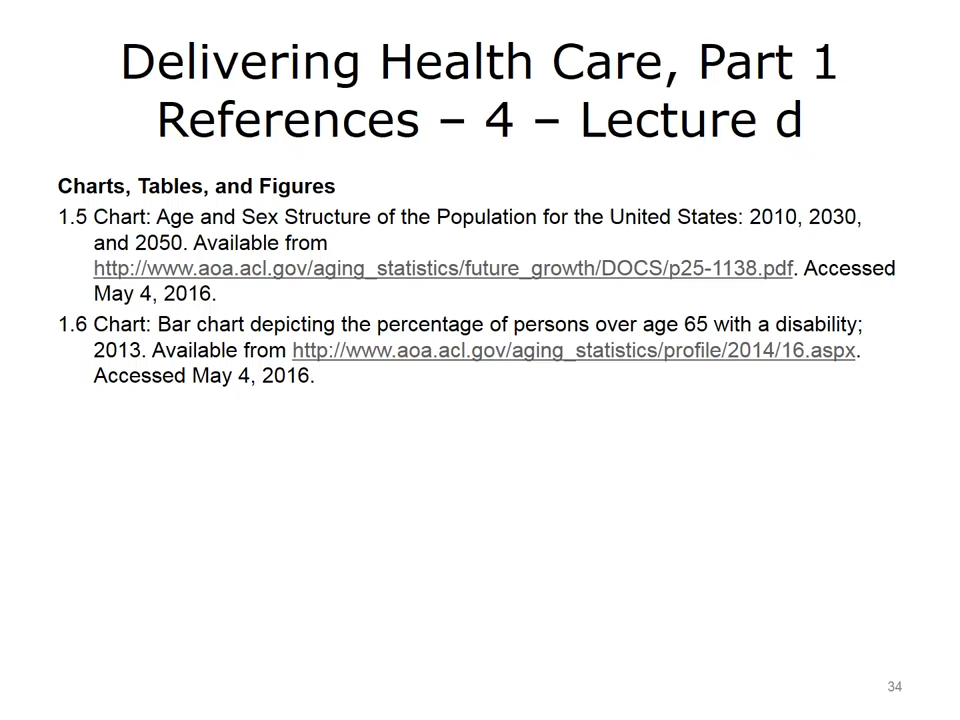 Delivering Health Care, Part 1
References – 4 – Lecture d
Charts, Tables, and Figures
1.5 Chart: Age and Sex Structure of the Population for the United States: 2010, 2030,
and 2050. Available from
http://www.aoa.acl.gov/aging_statistics/future_growth/DOCS/p25-1138.pdf. Accessed
May 4, 2016.
1.6 Chart: Bar chart depicting the percentage of persons over age 65 with a disability;
2013. Available from http://www.aoa.acl.gov/aging_statistics/profile/2014/16.aspx.
Accessed May 4, 2016.
34